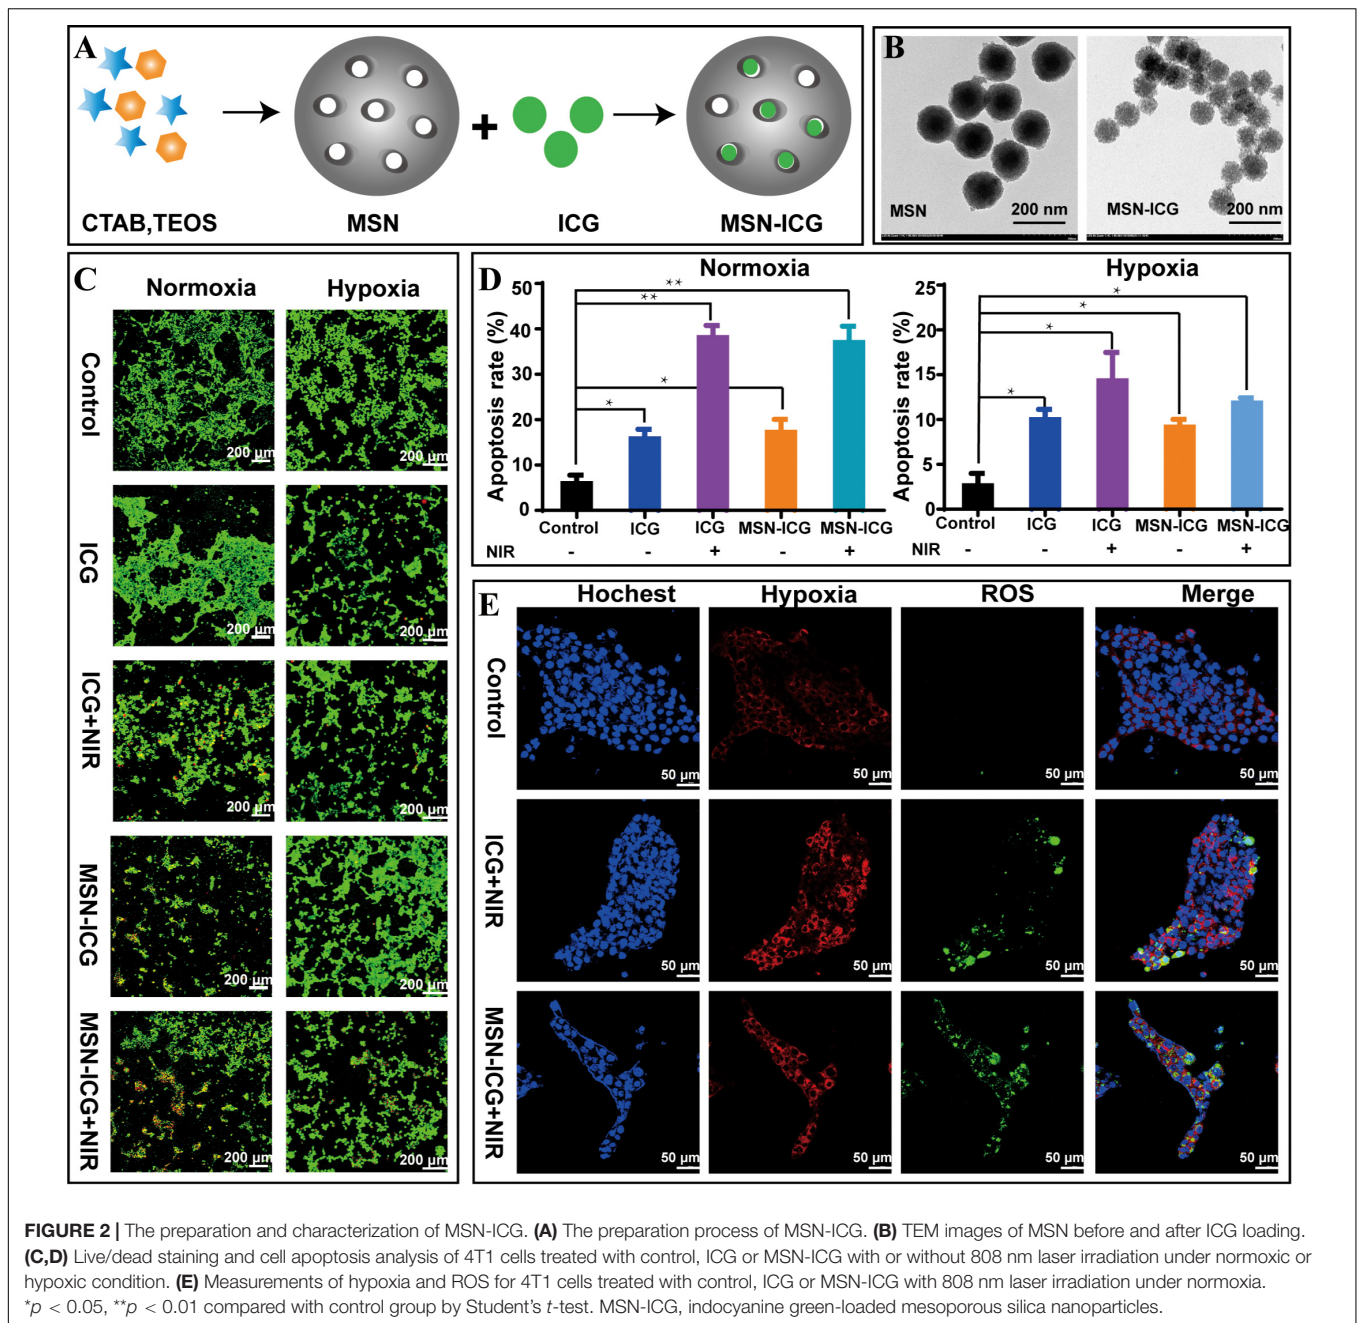 A
CTAB,TEOS
MSN
+
ICG
MSN-ICG
B
MSN
200 nm
MSN-ICG
200 nm
C
Normoxia
Hypoxia
Control
200 µm
200 µm
ICG
200 µm
200 µm
ICG+NIR
200 µm
200 µm
MSN-ICG
200 µm
200 µm
MSN-ICG+NIR
200 µm
200 µm
D
Normoxia
Apoptosis rate (%)
50
40
30
20
10
0
**
**
*
*
Control ICG ICG MSN-ICG MSN-ICG
NIR - - + - +
Hypoxia
Apoptosis rate (%)
25
20
15
10
5
0
*
*
*
*
Control ICG ICG MSN-ICG MSN-ICG
NIR - - + - +
E
Hochest Hypoxia ROS Merge
Control
50 µm 50 µm 50 µm 50 µm
ICG+NIR
50 µm 50 µm 50 µm 50 µm
MSN-ICG+NIR
50 µm 50 µm 50 µm 50 µm
FIGURE 2 | The preparation and characterization of MSN-ICG. (A) The preparation process of MSN-ICG. (B) TEM images of MSN before and after ICG loading.
(C,D) Live/dead staining and cell apoptosis analysis of 4T1 cells treated with control, ICG or MSN-ICG with or without 808 nm laser irradiation under normoxic or
hypoxic condition. (E) Measurements of hypoxia and ROS for 4T1 cells treated with control, ICG or MSN-ICG with 808 nm laser irradiation under normoxia.
*p < 0.05, **p < 0.01 compared with control group by Student's t-test. MSN-ICG, indocyanine green-loaded mesoporous silica nanoparticles.